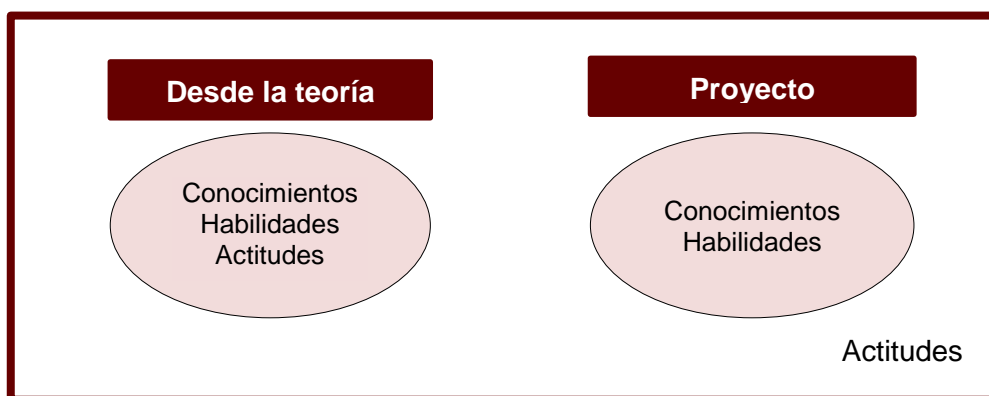 Desde la teoría
Conocimientos
Habilidades
Actitudes
Proyecto
Conocimientos
Habilidades
Actitudes